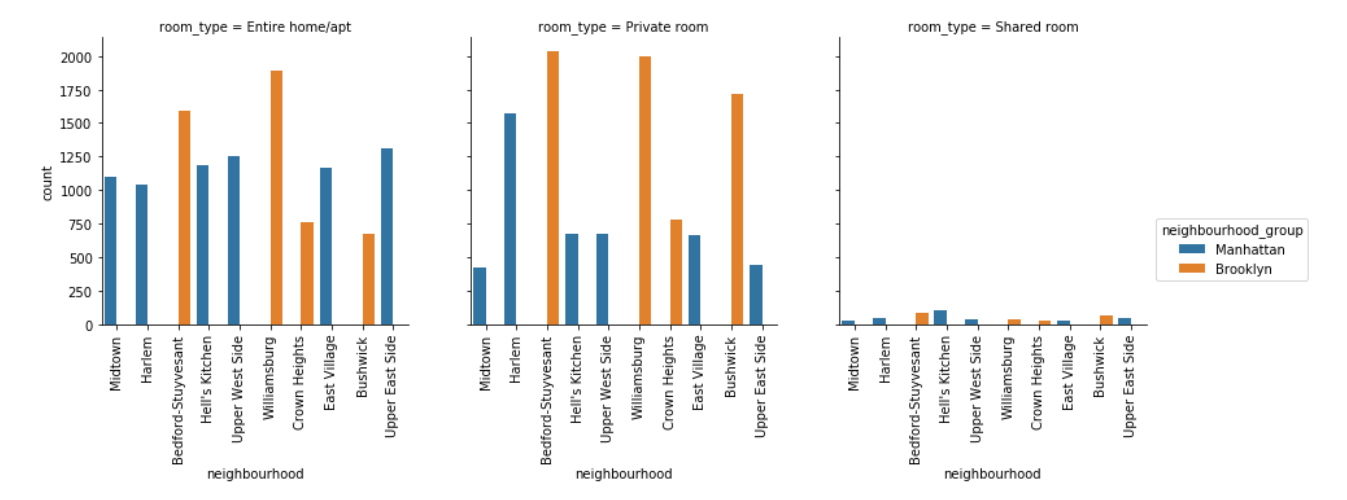 room_type = Entire home/apt
room_type = Private room
room_type = Shared room
count
2000
1750
1500
1250
1000
750
500
250
0
Midtown
Harlem
Bedford-Stuyvesant
Hell's Kitchen
Upper West Side
Williamsburg
Crown Heights
East Village
Bushwick
Upper East Side
neighbourhood
Midtown
Harlem
Bedford-Stuyvesant
Hell's Kitchen
Upper West Side
Williamsburg
Crown Heights
East Village
Bushwick
Upper East Side
neighbourhood
Midtown
Harlem
Bedford-Stuyvesant
Hell's Kitchen
Upper West Side
Williamsburg
Crown Heights
East Village
Bushwick
Upper East Side
neighbourhood
neighbourhood_group
Manhattan
Brooklyn